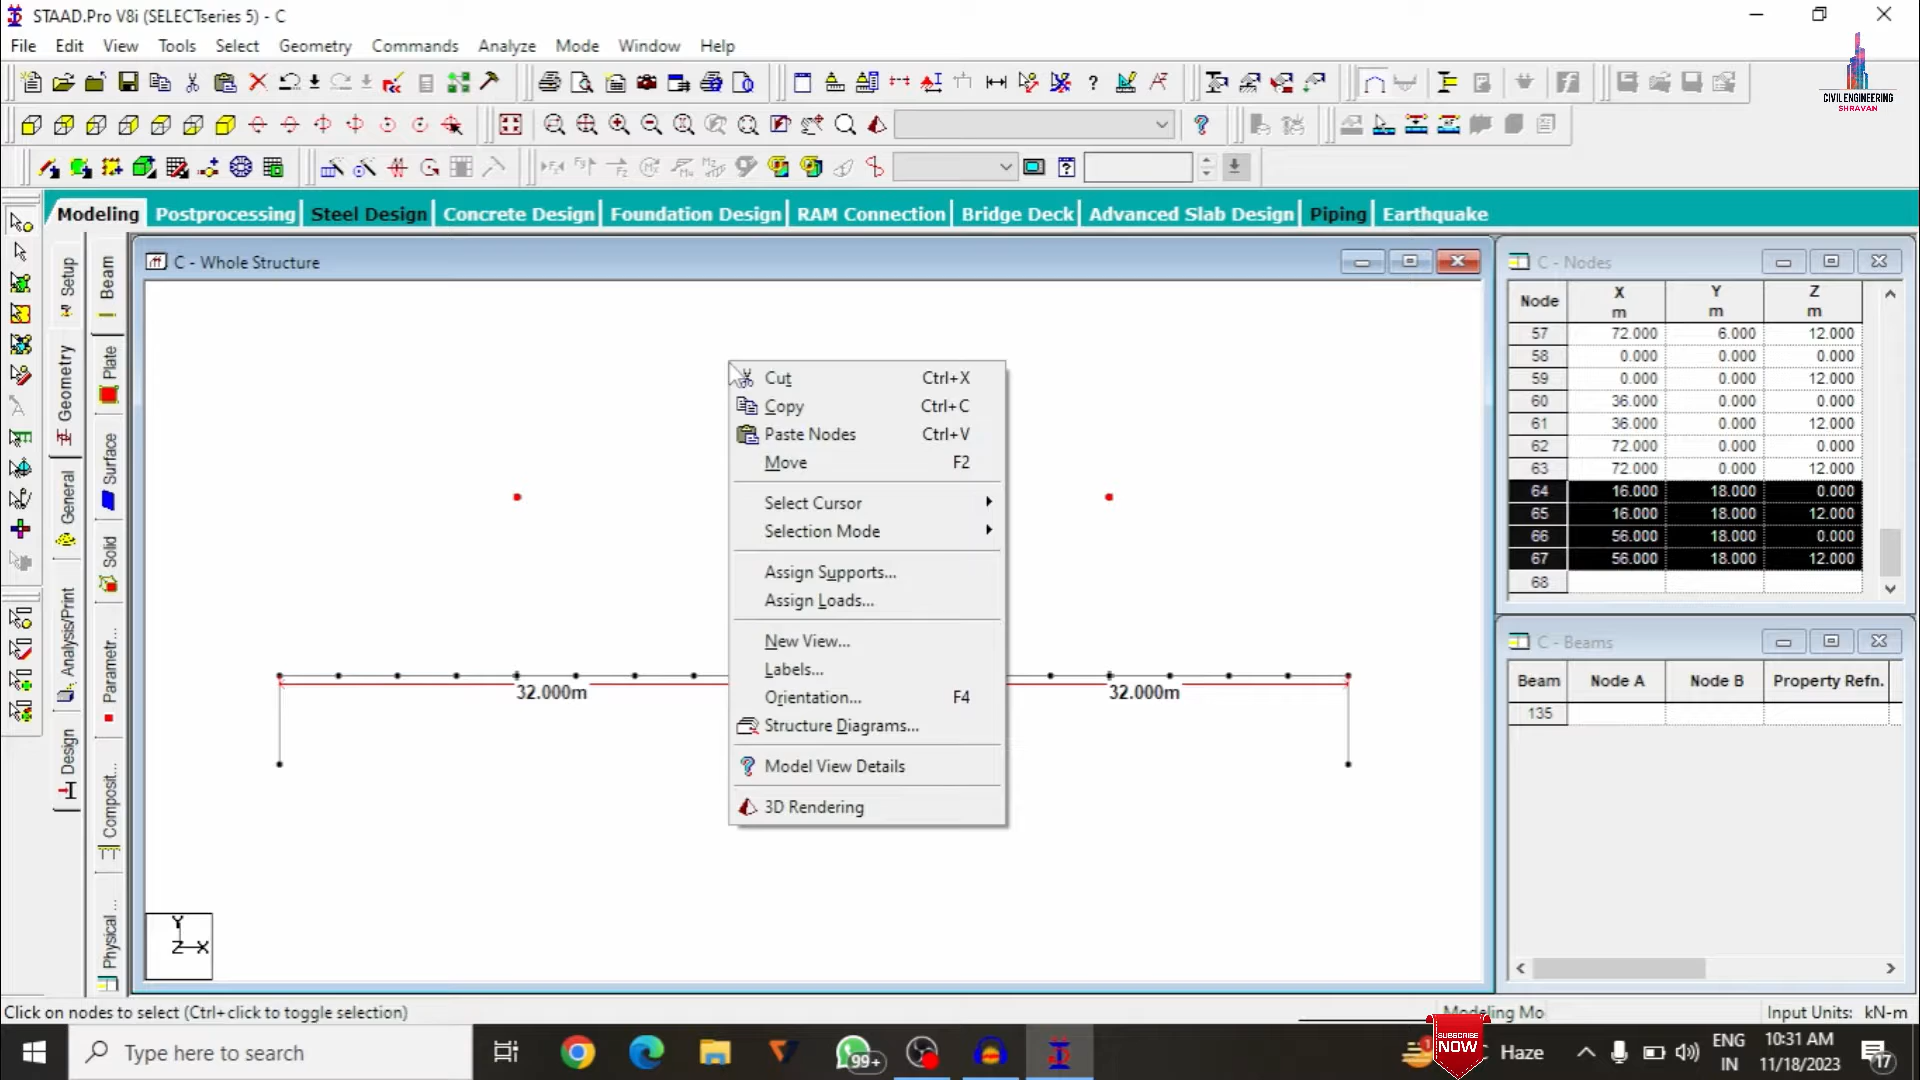 STAAD.Pro V8i (SELECTseries 5) - C
File Edit View Tools Select Geometry Commands Analyze Mode Window Help
CIVIL ENGINEERING
SHRAVAN
Modeling Postprocessing Steel Design Concrete Design Foundation Design RAM Connection Bridge Deck Advanced Slab Design Piping Earthquake
Setup
Geometry
General
Analysis/Print
Design
Beam
Plate
Surface
Solid
Parametr...
Composit...
Physical ...
C - Whole Structure
Cut Ctrl+X
Copy Ctrl+C
Paste Nodes Ctrl+V
Move F2
Select Cursor
Selection Mode
Assign Supports...
Assign Loads...
New View...
Labels...
Orientation... F4
Structure Diagrams...
Model View Details
3D Rendering
32.000m
32.000m
Y
Z X
C - Nodes
Node X m Y m Z m
57 72.000 6.000 12.000
58 0.000 0.000 0.000
59 0.000 0.000 12.000
60 36.000 0.000 0.000
61 36.000 0.000 12.000
62 72.000 0.000 0.000
63 72.000 0.000 12.000
64 16.000 18.000 0.000
65 16.000 18.000 12.000
66 56.000 18.000 0.000
67 56.000 18.000 12.000
68
C - Beams
Beam Node A Node B Property Refn.
135
Click on nodes to select (Ctrl+click to toggle selection)
Modeling Mo
Input Units: kN-m
Type here to search
99+
SUBSCRIBE
NOW
Haze
ENG
IN
10:31 AM
11/18/2023
17